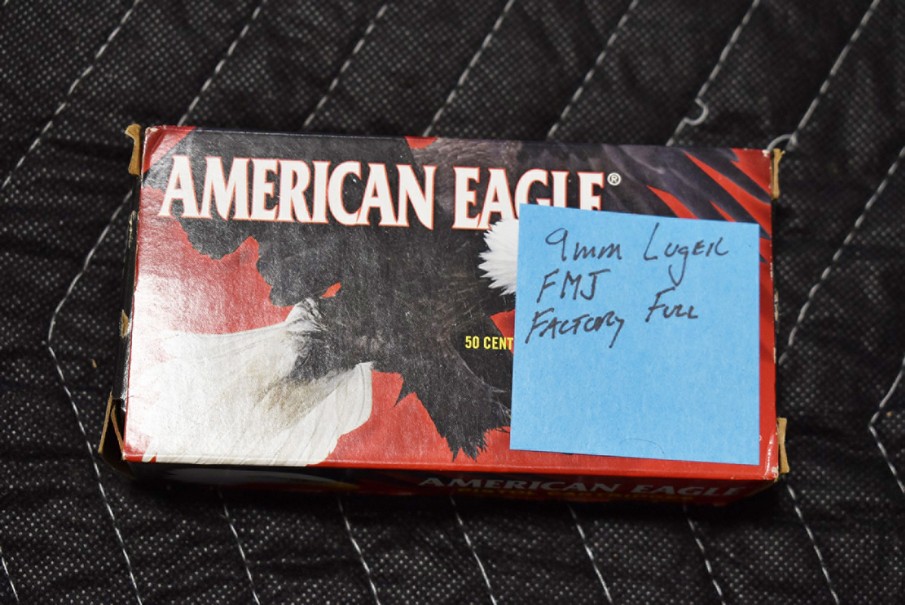 AMERICAN EAGLE®
9mm Luger
FMJ
Factory Full
50 CENT
AMERICAN EAGLE